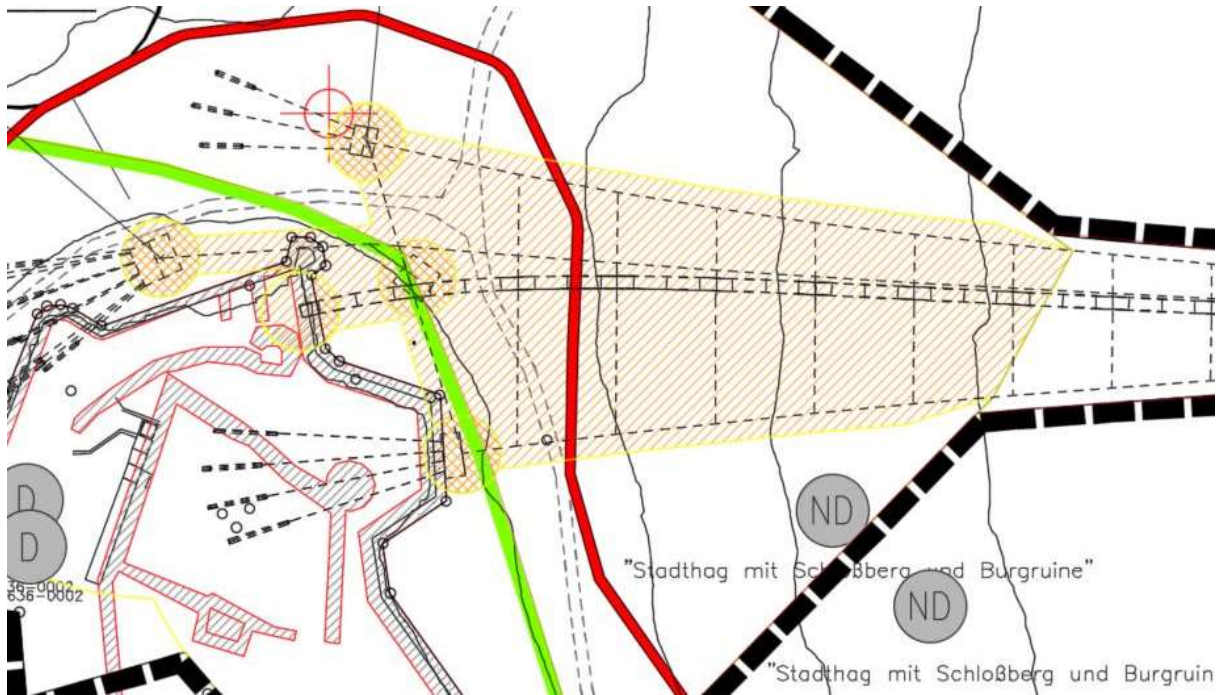 D
D
36-0002
636-0002
ND
"Stadthag mit Schloßberg und Burgruine"
ND
"Stadthag mit Schloßberg und Burgruin